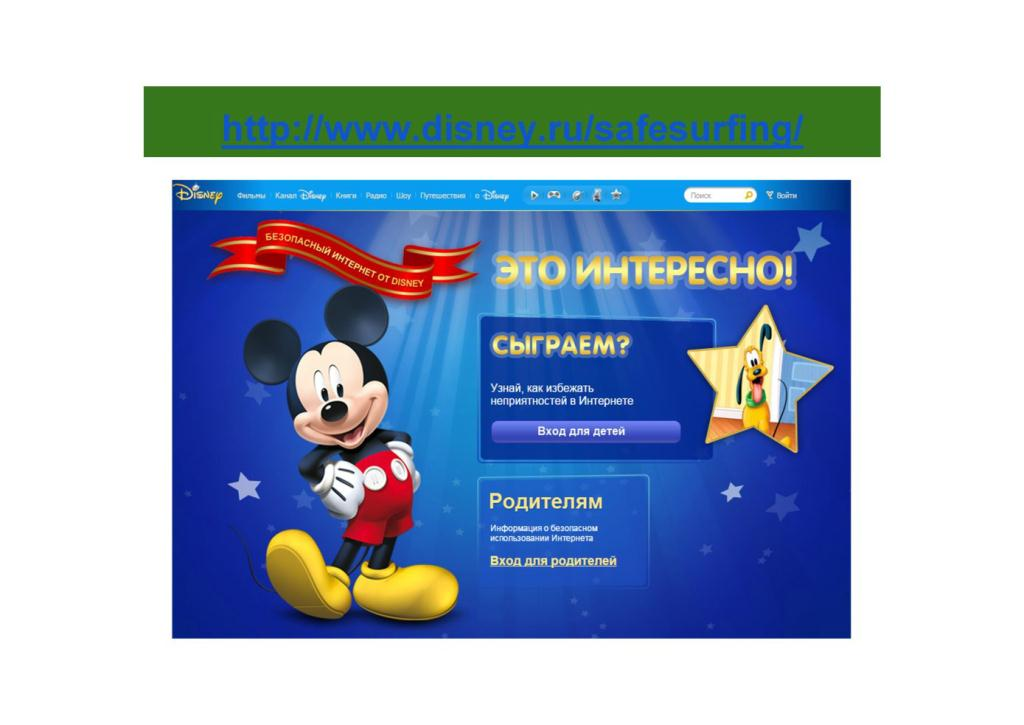 http://www.disney.ru/safesurfing/
Disney Фильмы Канал Disney Книги Радио Шоу Путешествия о Disney Поиск Войти
БЕЗОПАСНЫЙ ИНТЕРНЕТ ОТ DISNEY
ЭТО ИНТЕРЕСНО!
СЫГРАЕМ?
Узнай, как избежать
неприятностей в Интернете
Вход для детей
Родителям
Информация о безопасном
использовании Интернета
Вход для родителей